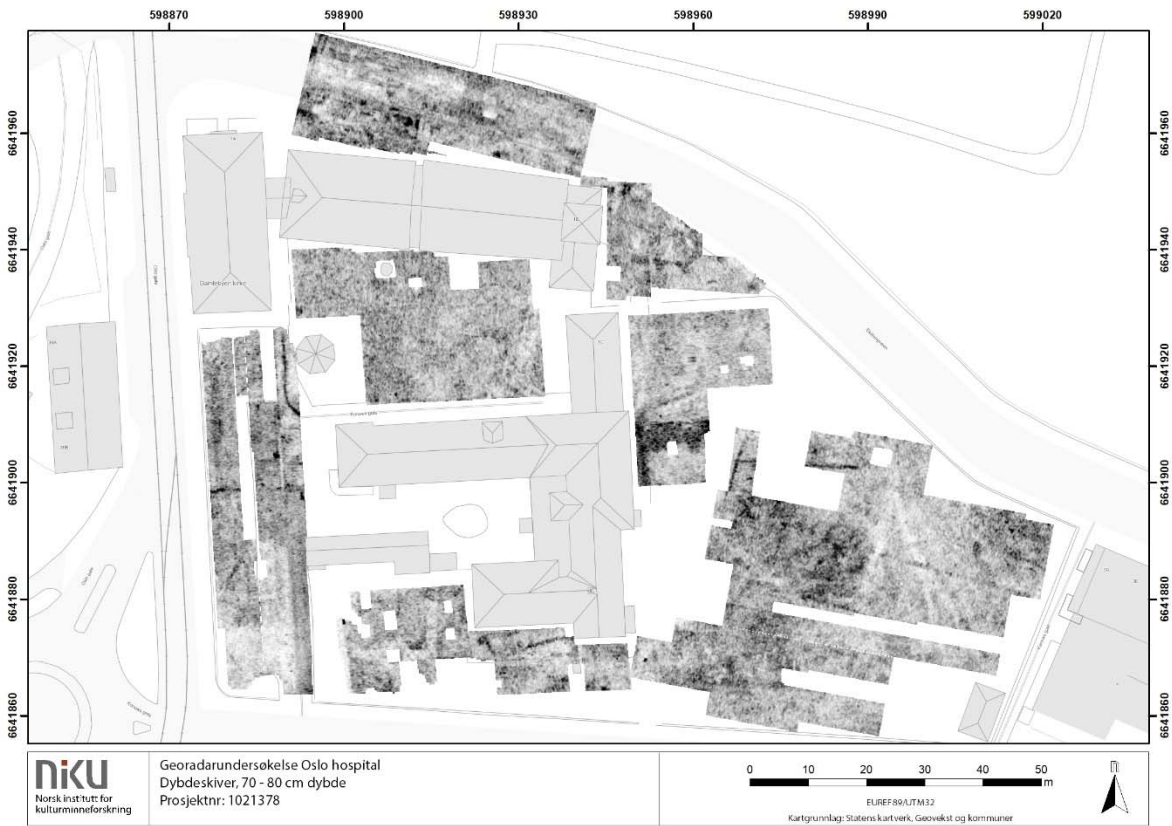 598870 598900 598930 598960 598990 599020
6641960 6641960
6641940 6641940
6641920 6641920
6641900 6641900
6641880 6641880
6641860 6641860
niku
Norsk institutt for
kulturminneforskning
Georadarundersøkelse Oslo hospital
Dybdeskiver, 70 - 80 cm dybde
Prosjektnr: 1021378
0 10 20 30 40 50
m
EUREF89/UTM32
Kartgrunnlag: Statens kartverk, Geovekst og kommuner